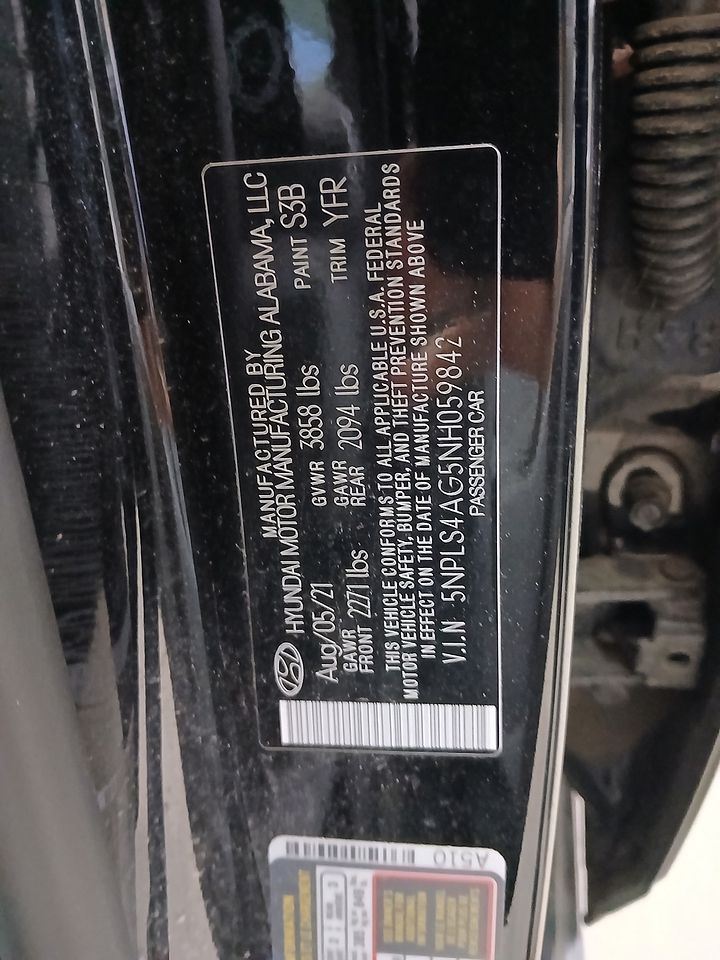 MANUFACTURED BY
HYUNDAI MOTOR MANUFACTURING ALABAMA, LLC
Aug/05/21 GVWR 3858 lbs PAINT S3B
GAWR FRONT 2271 lbs GAWR REAR 2094 lbs TRIM YFR
THIS VEHICLE CONFORMS TO ALL APPLICABLE U.S.A. FEDERAL
MOTOR VEHICLE SAFETY, BUMPER, AND THEFT PREVENTION STANDARDS
IN EFFECT ON THE DATE OF MANUFACTURE SHOWN ABOVE
V.I.N 5NPLS4AG5NH059842
PASSENGER CAR
A510